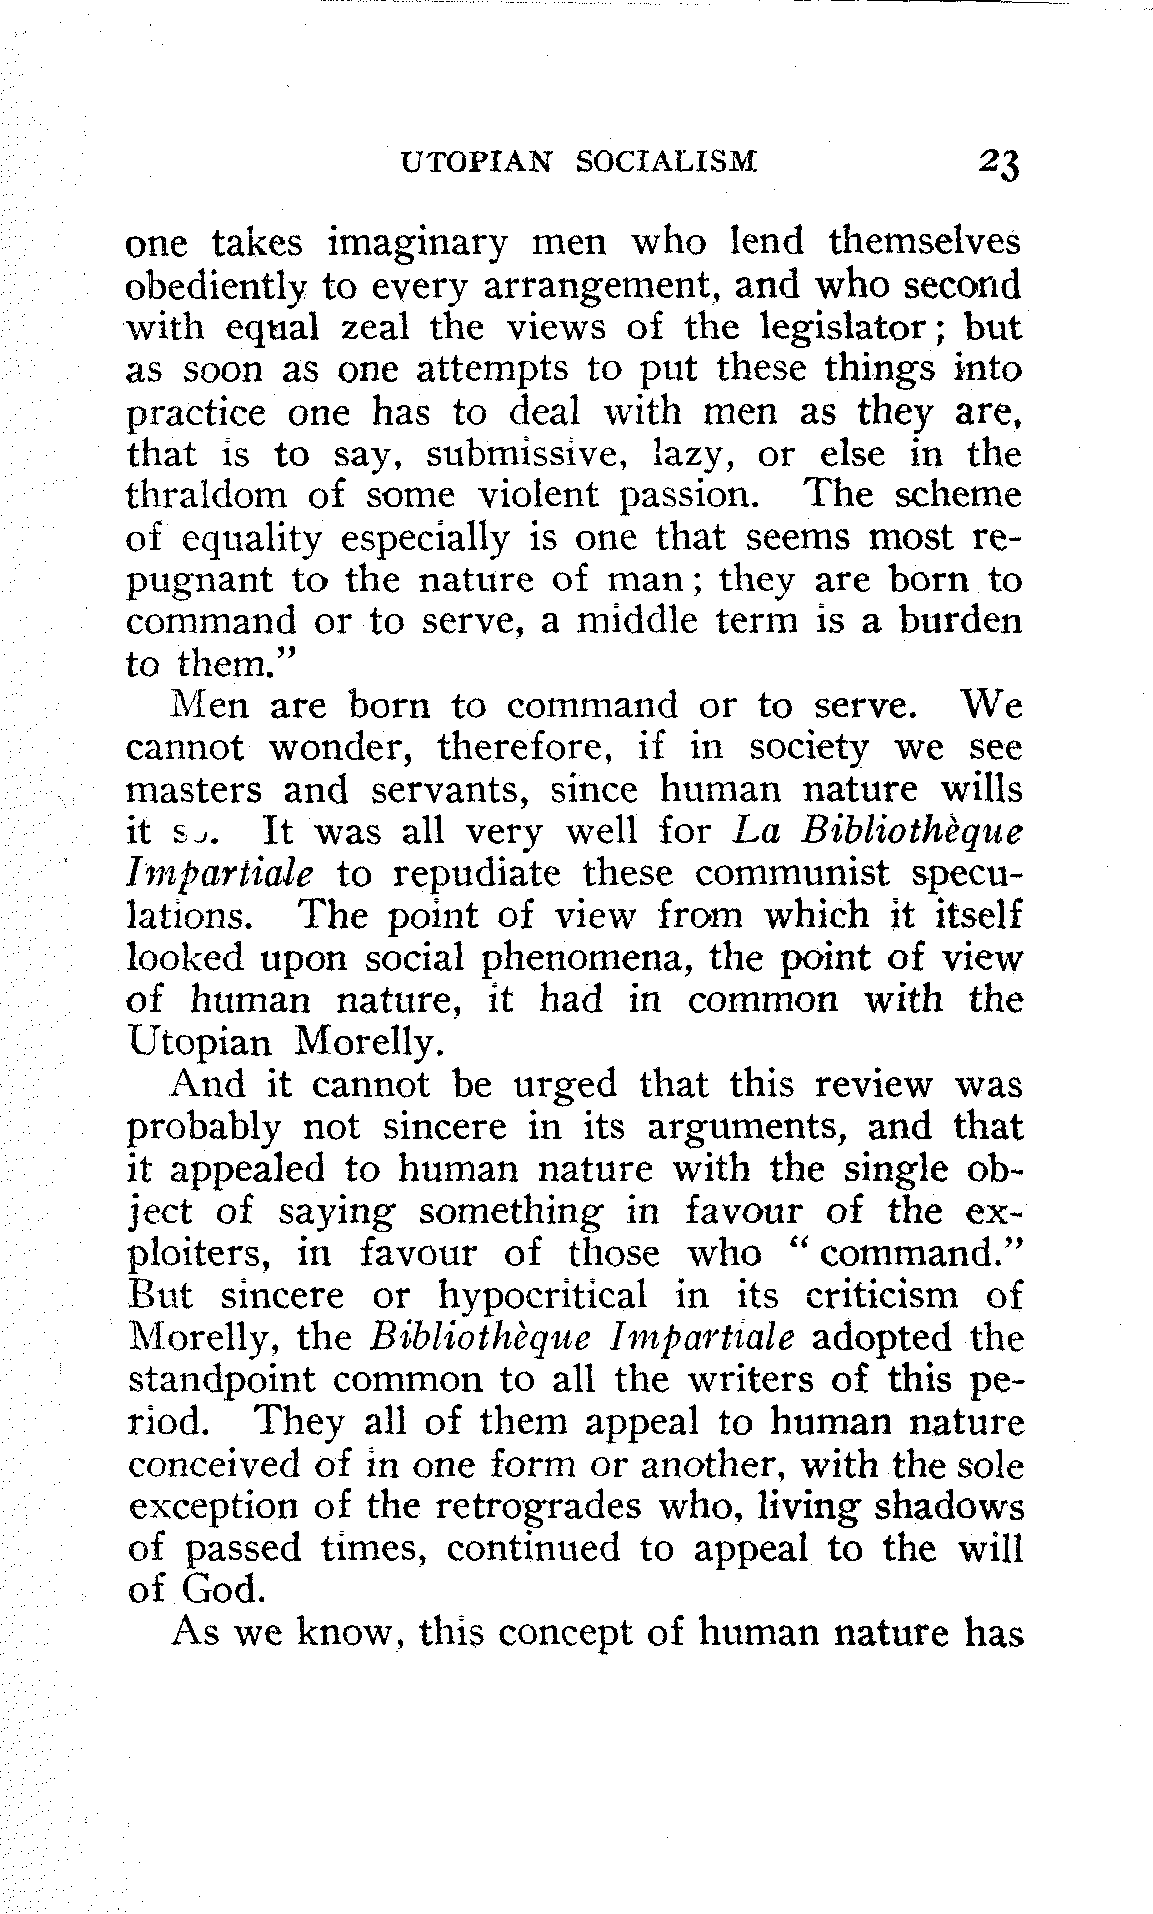 UTOPIAN SOCIALISM 23
one takes imaginary men who lend themselves
obediently to every arrangement, and who second
with equal zeal the views of the legislator; but
as soon as one attempts to put these things into
practice one has to deal with men as they are,
that is to say, submissive, lazy, or else in the
thraldom of some violent passion. The scheme
of equality especially is one that seems most re-
pugnant to the nature of man; they are born to
command or to serve, a middle term is a burden
to them."
Men are born to command or to serve. We
cannot wonder, therefore, if in society we see
masters and servants, since human nature wills
it so. It was all very well for La Bibliothèque
Impartiale to repudiate these communist specu-
lations. The point of view from which it itself
looked upon social phenomena, the point of view
of human nature, it had in common with the
Utopian Morelly.
And it cannot be urged that this review was
probably not sincere in its arguments, and that
it appealed to human nature with the single ob-
ject of saying something in favour of the ex-
ploiters, in favour of those who "command."
But sincere or hypocritical in its criticism of
Morelly, the Bibliothèque Impartiale adopted the
standpoint common to all the writers of this pe-
riod. They all of them appeal to human nature
conceived of in one form or another, with the sole
exception of the retrogrades who, living shadows
of passed times, continued to appeal to the will
of God.
As we know, this concept of human nature has